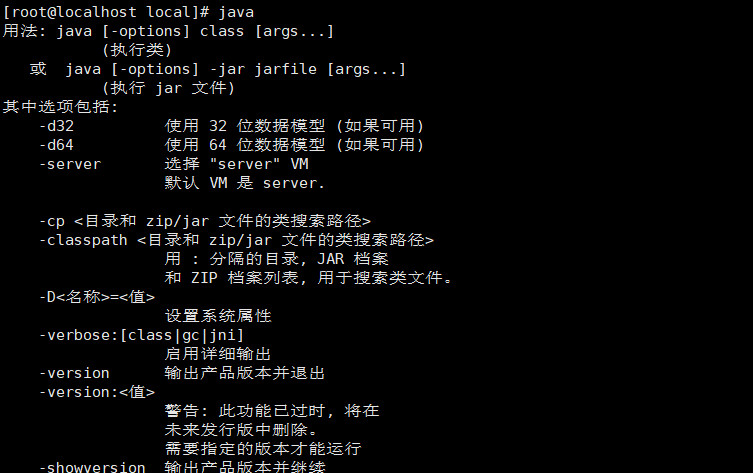 [root@localhost local]# java
用法: java [-options] class [args...]
(执行类)
或  java [-options] -jar jarfile [args...]
(执行 jar 文件)
其中选项包括:
-d32 使用 32 位数据模型 (如果可用)
-d64 使用 64 位数据模型 (如果可用)
-server 选择 "server" VM
默认 VM 是 server.
-cp <目录和 zip/jar 文件的类搜索路径>
-classpath <目录和 zip/jar 文件的类搜索路径>
用 : 分隔的目录, JAR 档案
和 ZIP 档案列表, 用于搜索类文件。
-D<名称>=<值>
设置系统属性
-verbose:[class|gc|jni]
启用详细输出
-version 输出产品版本并退出
-version:<值>
警告: 此功能已过时, 将在
未来发行版中删除。
需要指定的版本才能运行
-showversion 输出产品版本并继续